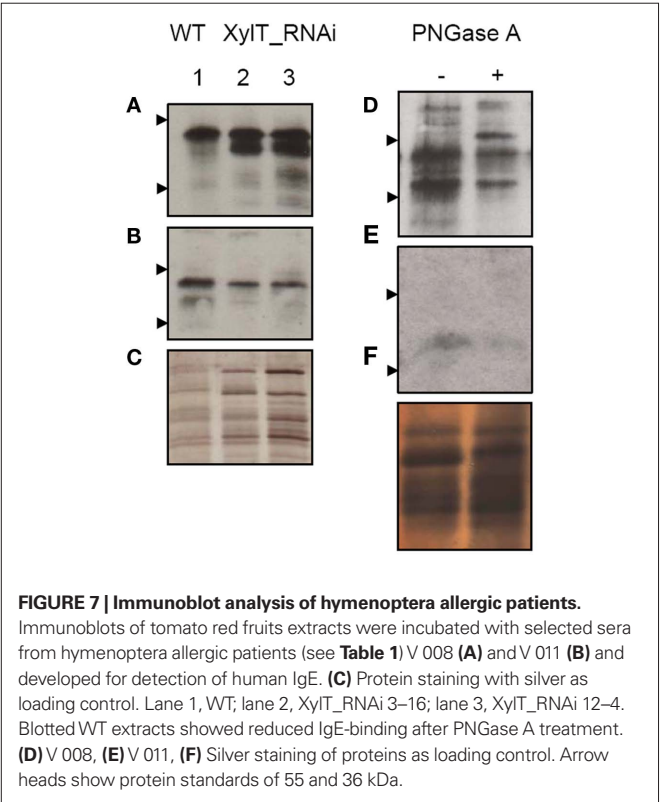 WT XylT_RNAi
1 2 3
A
B
C
PNGase A
- +
D
E
F
FIGURE 7 | Immunoblot analysis of hymenoptera allergic patients.
Immunoblots of tomato red fruits extracts were incubated with selected sera
from hymenoptera allergic patients (see Table 1) V 008 (A) and V 011 (B) and
developed for detection of human IgE. (C) Protein staining with silver as
loading control. Lane 1, WT; lane 2, XylT_RNAi 3–16; lane 3, XylT_RNAi 12–4.
Blotted WT extracts showed reduced IgE-binding after PNGase A treatment.
(D) V 008, (E) V 011, (F) Silver staining of proteins as loading control. Arrow
heads show protein standards of 55 and 36 kDa.